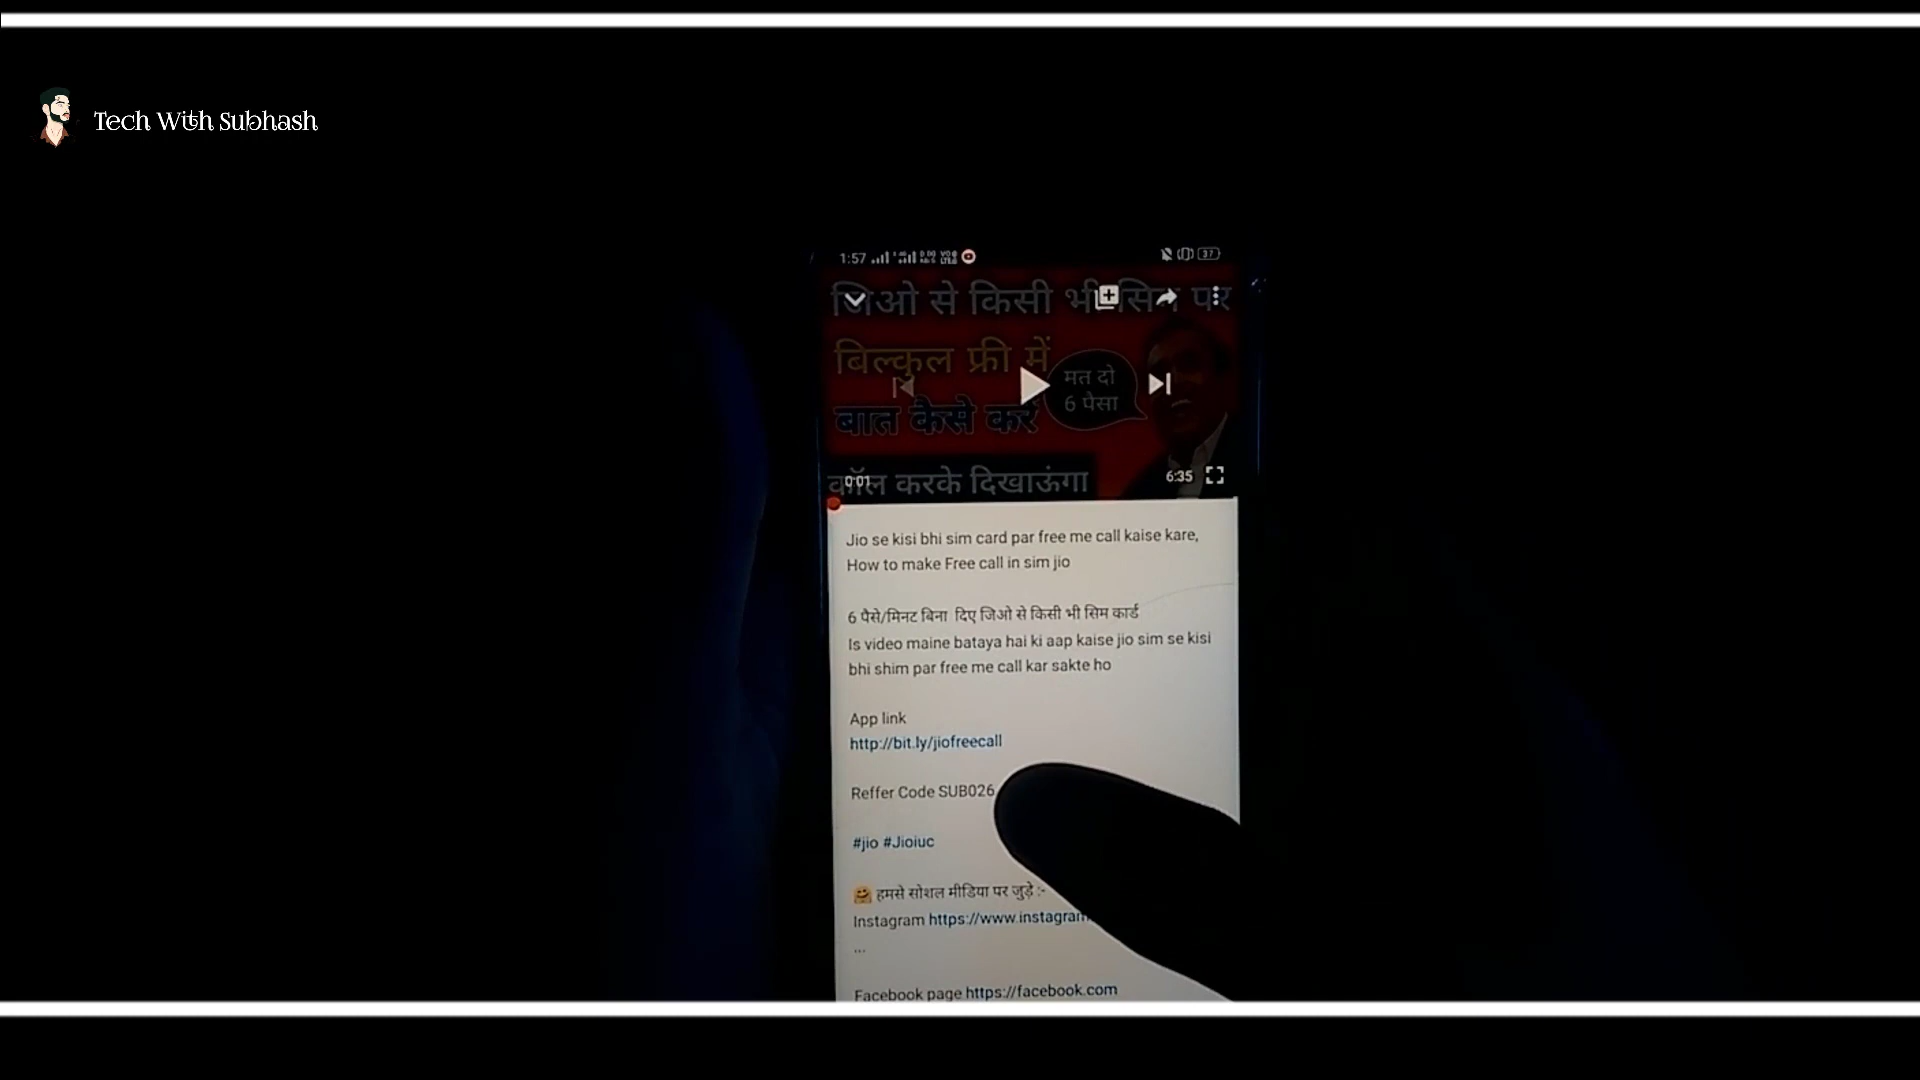 Tech With Subhash
1:57
37
जिओ से किसी भी सिम पर
बिल्कुल फ्री में
मत दो
6 पैसा
बात कैसे करें
कॉल करके दिखाऊंगा
0:01
6:35
Jio se kisi bhi sim card par free me call kaise kare,
How to make Free call in sim jio
6 पैसे/मिनट बिना दिए जिओ से किसी भी सिम कार्ड
Is video maine bataya hai ki aap kaise jio sim se kisi
bhi shim par free me call kar sakte ho
App link
http://bit.ly/jiofreecall
Reffer Code SUB026
#jio #Jioiuc
हमसे सोशल मीडिया पर जुड़े :-
Instagram https://www.instagram
...
Facebook page https://facebook.com